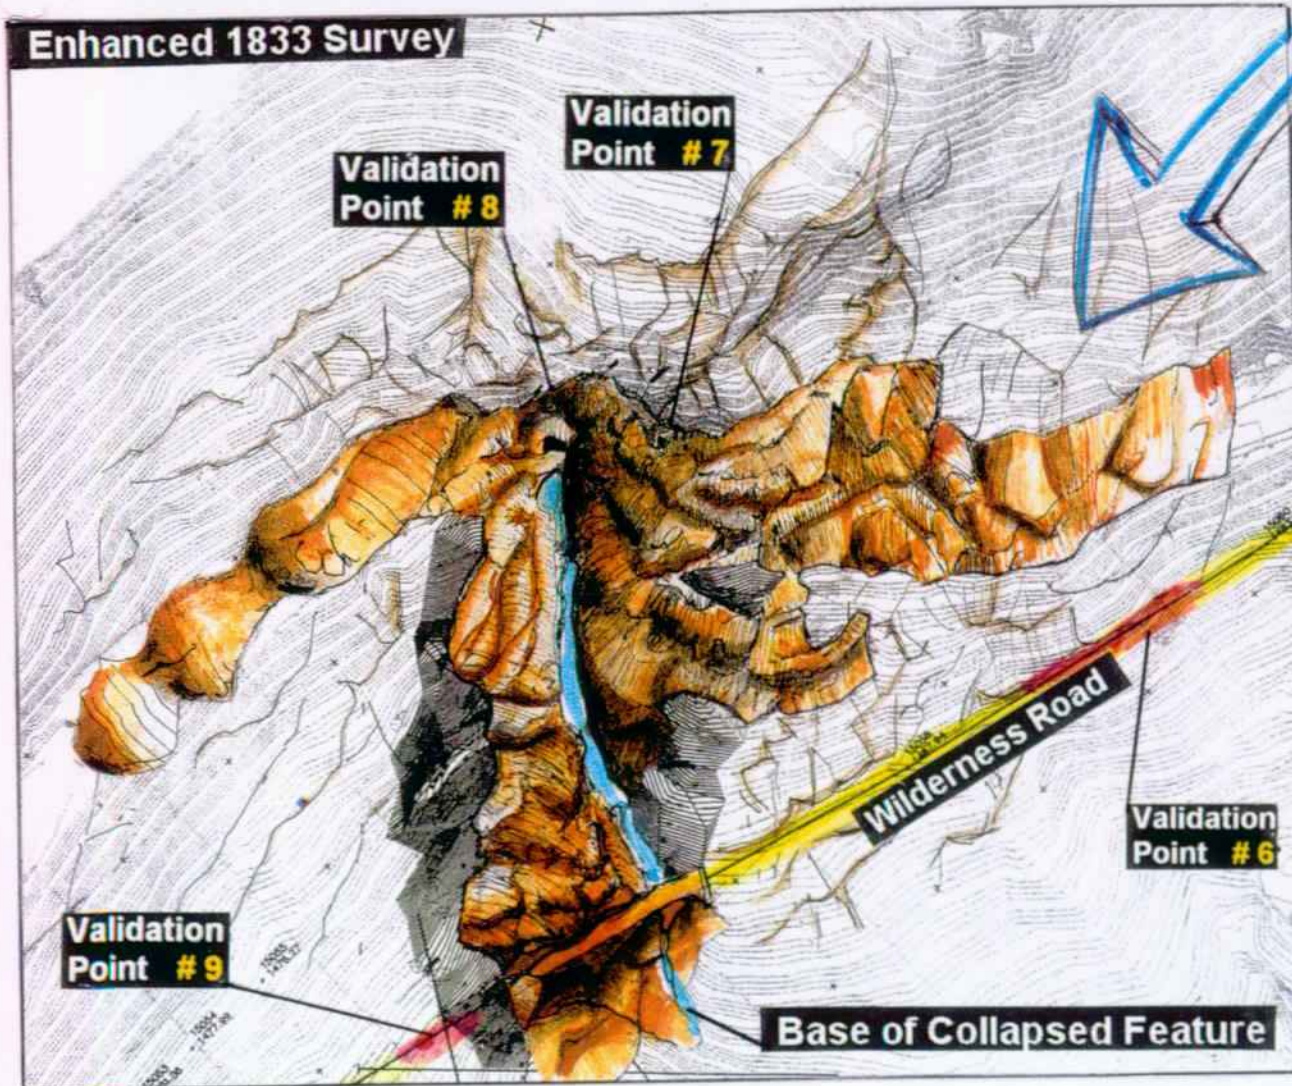 Enhanced 1833 Survey
Validation
Point # 7
Validation
Point # 8
Wilderness Road
Validation
Point # 6
Validation
Point # 9
Base of Collapsed Feature